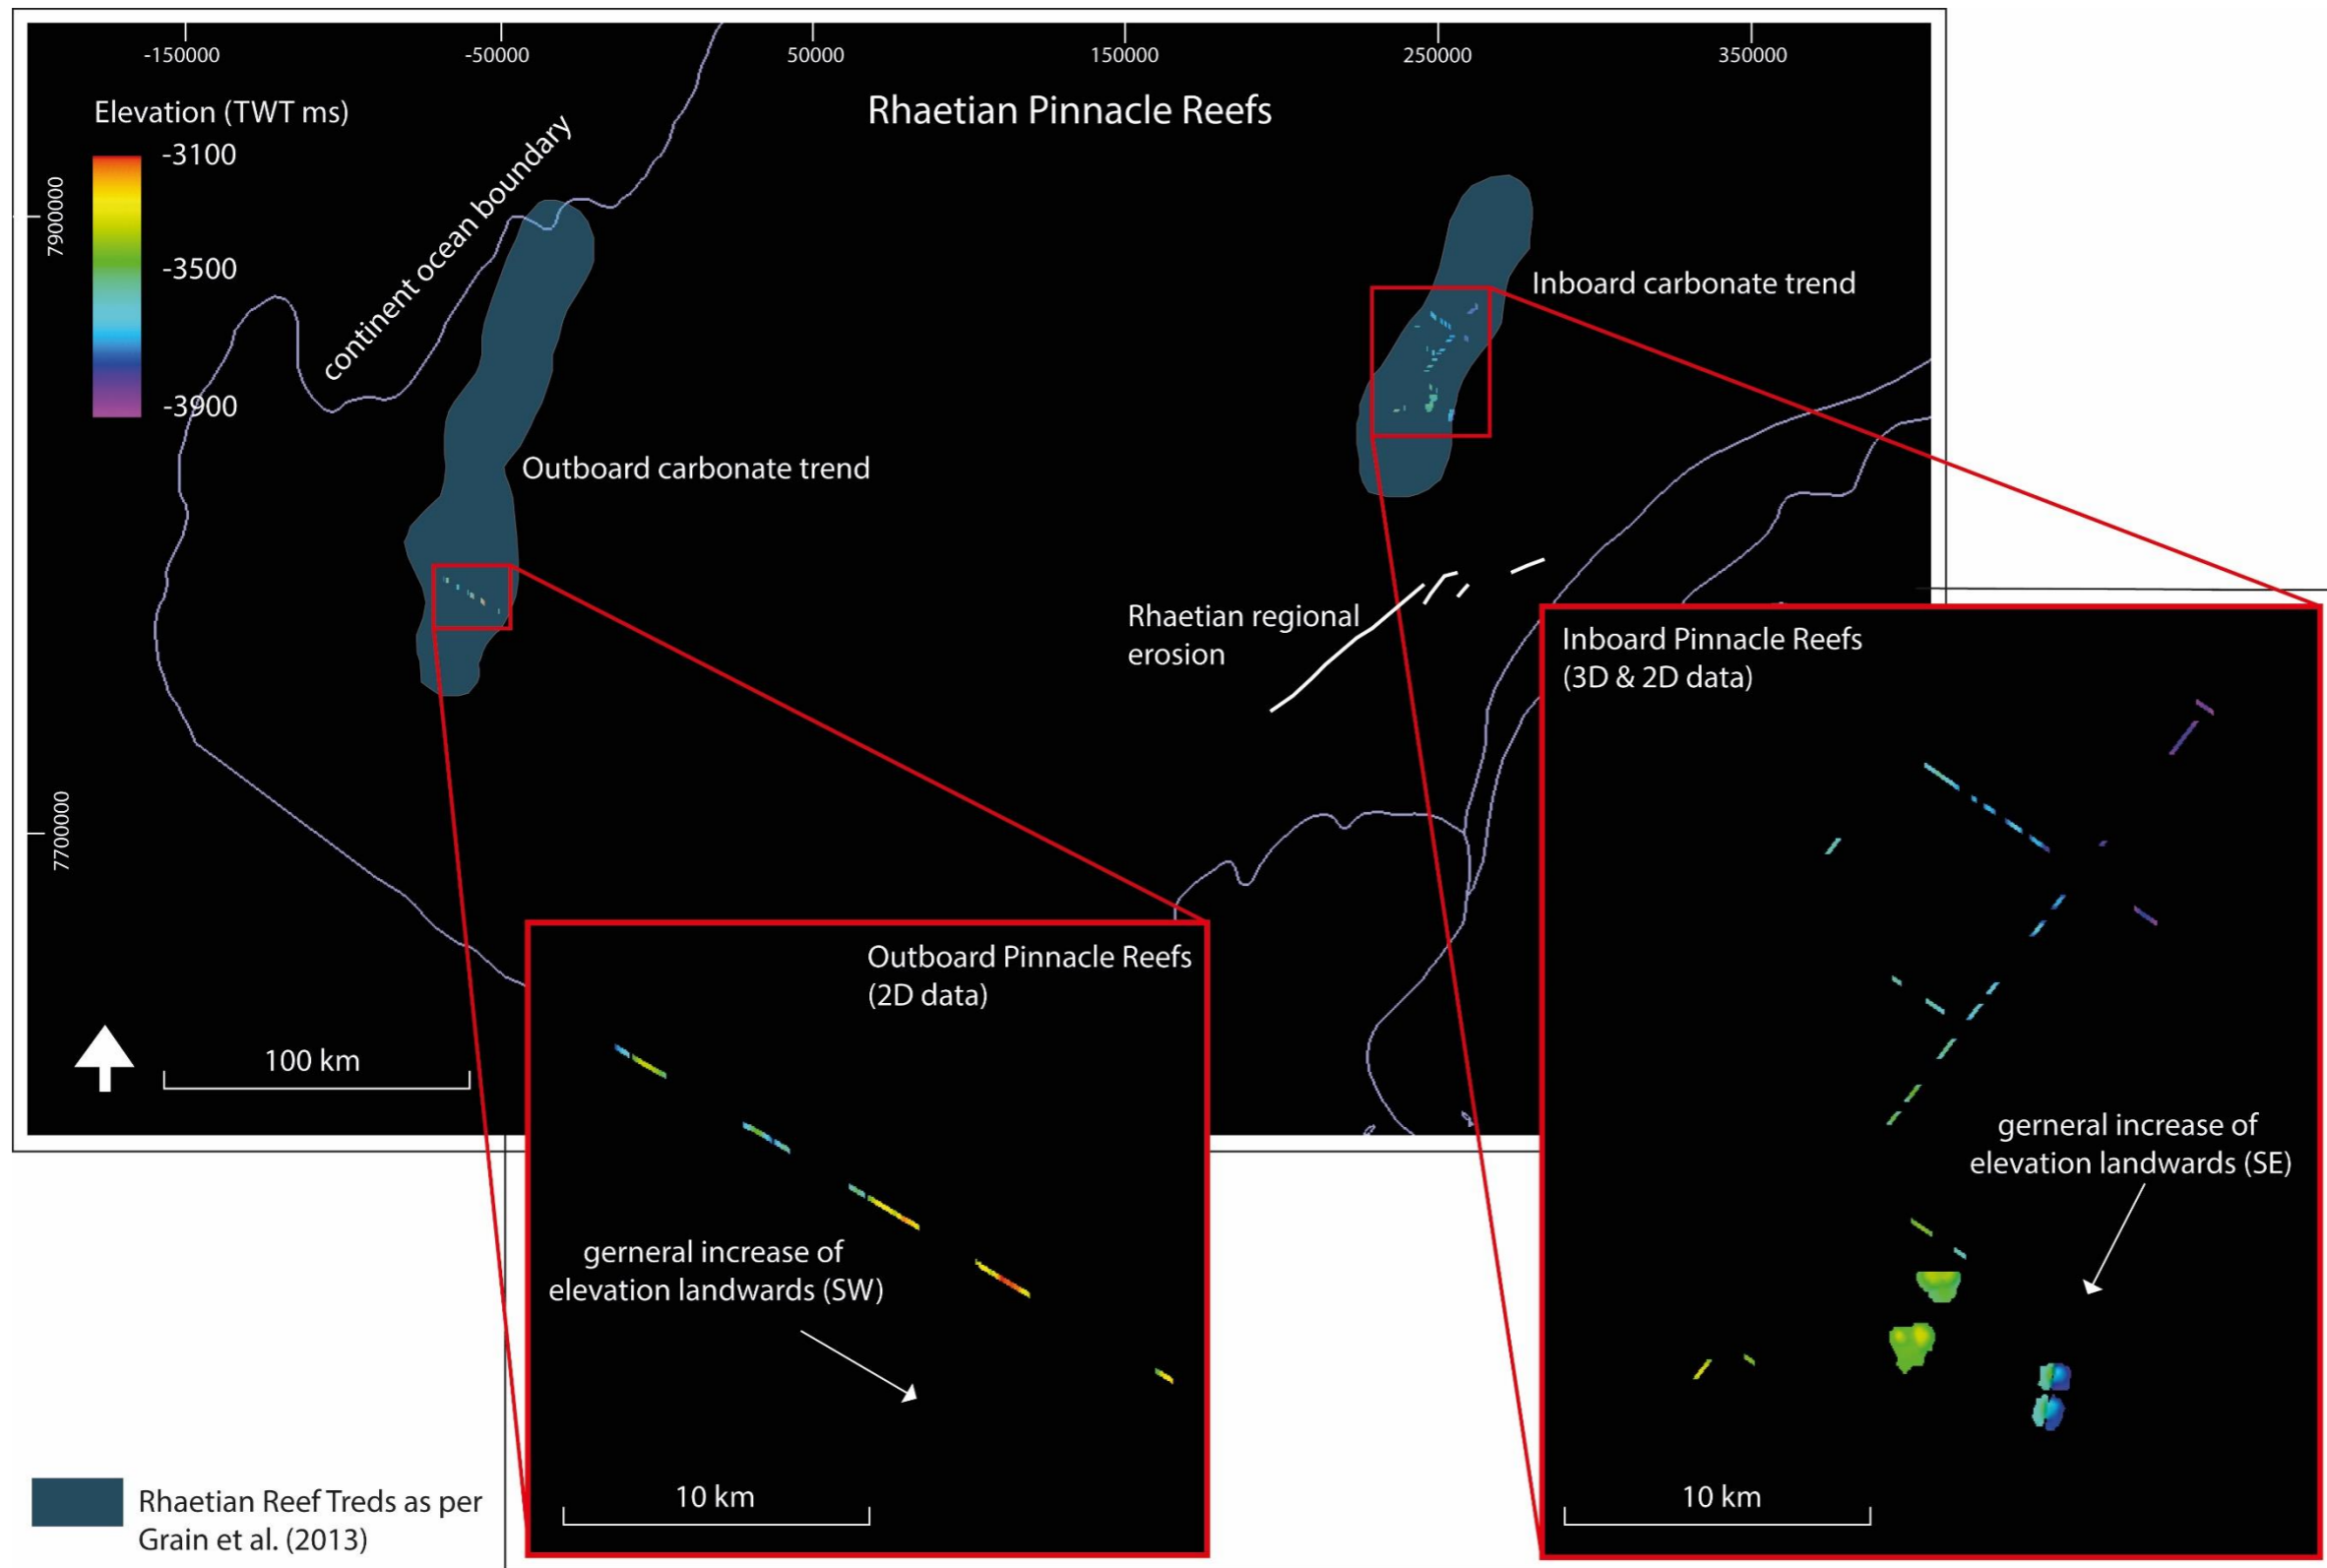 -150000
-50000
50000
150000
250000
350000
Rhaetian Pinnacle Reefs
Elevation (TWT ms)
-3100
-3500
-3900
7900000
7700000
continent ocean boundary
Inboard carbonate trend
Outboard carbonate trend
Rhaetian regional
erosion
Inboard Pinnacle Reefs
(3D & 2D data)
gerneral increase of
elevation landwards (SE)
10 km
Outboard Pinnacle Reefs
(2D data)
gerneral increase of
elevation landwards (SW)
10 km
100 km
Rhaetian Reef Treds as per
Grain et al. (2013)